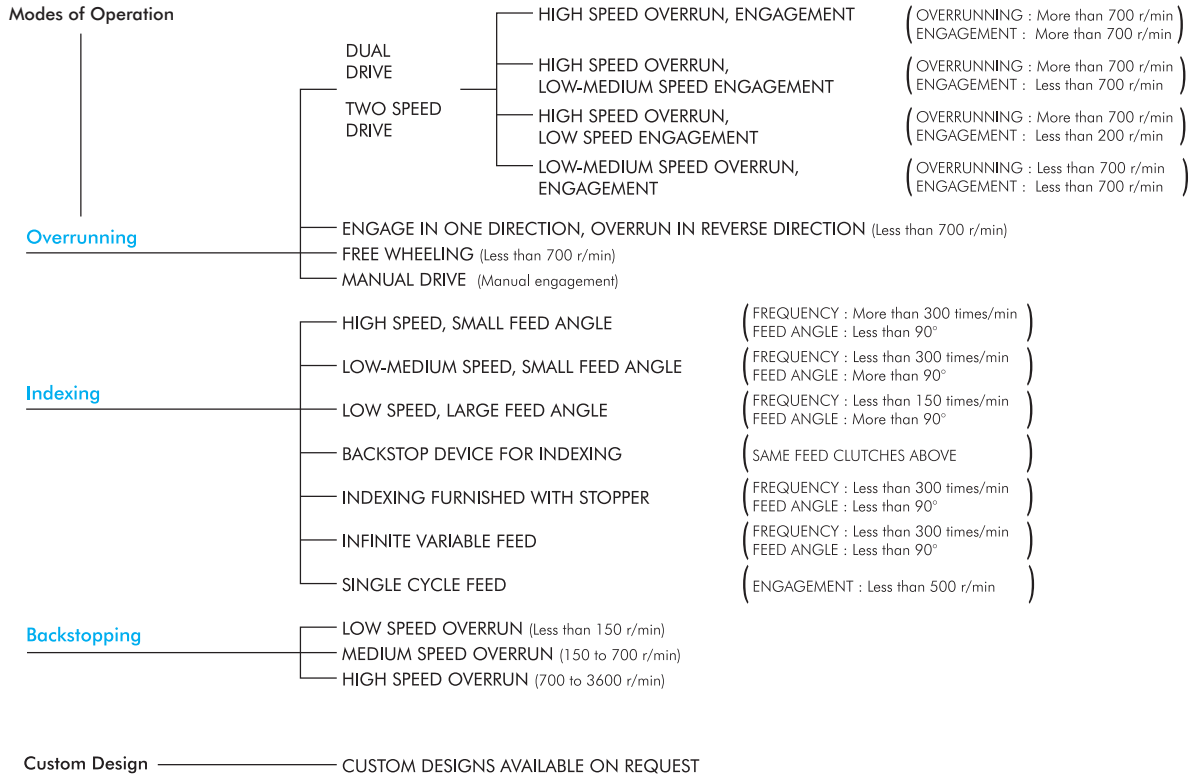 Modes of Operation
DUAL
DRIVE
TWO SPEED
DRIVE
HIGH SPEED OVERRUN, ENGAGEMENT
(OVERRUNNING : More than 700 r/min
ENGAGEMENT : More than 700 r/min)
HIGH SPEED OVERRUN,
LOW-MEDIUM SPEED ENGAGEMENT
(OVERRUNNING : More than 700 r/min
ENGAGEMENT : Less than 700 r/min)
HIGH SPEED OVERRUN,
LOW SPEED ENGAGEMENT
(OVERRUNNING : More than 700 r/min
ENGAGEMENT : Less than 200 r/min)
LOW-MEDIUM SPEED OVERRUN,
ENGAGEMENT
(OVERRUNNING : Less than 700 r/min
ENGAGEMENT : Less than 700 r/min)
Overrunning
ENGAGE IN ONE DIRECTION, OVERRUN IN REVERSE DIRECTION (Less than 700 r/min)
FREE WHEELING (Less than 700 r/min)
MANUAL DRIVE (Manual engagement)
Indexing
HIGH SPEED, SMALL FEED ANGLE
(FREQUENCY : More than 300 times/min
FEED ANGLE : Less than 90°)
LOW-MEDIUM SPEED, SMALL FEED ANGLE
(FREQUENCY : Less than 300 times/min
FEED ANGLE : More than 90°)
LOW SPEED, LARGE FEED ANGLE
(FREQUENCY : Less than 150 times/min
FEED ANGLE : More than 90°)
BACKSTOP DEVICE FOR INDEXING
(SAME FEED CLUTCHES ABOVE)
INDEXING FURNISHED WITH STOPPER
(FREQUENCY : Less than 300 times/min
FEED ANGLE : Less than 90°)
INFINITE VARIABLE FEED
(FREQUENCY : Less than 300 times/min
FEED ANGLE : Less than 90°)
SINGLE CYCLE FEED
(ENGAGEMENT : Less than 500 r/min)
Backstopping
LOW SPEED OVERRUN (Less than 150 r/min)
MEDIUM SPEED OVERRUN (150 to 700 r/min)
HIGH SPEED OVERRUN (700 to 3600 r/min)
Custom Design
CUSTOM DESIGNS AVAILABLE ON REQUEST